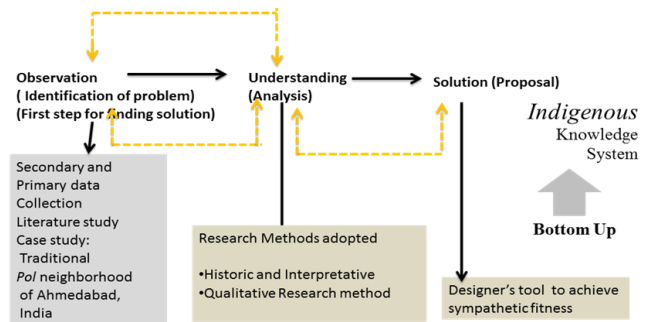 Observation
( Identification of problem)
(First step for finding solution)
Understanding
(Analysis)
Solution (Proposal)
Indigenous
Knowledge
System
Bottom Up
Secondary and
Primary data
Collection
Literature study
Case study:
Traditional
Pol neighborhood
of Ahmedabad,
India
Research Methods adopted
•Historic and Interpretative
•Qualitative Research method
Designer's tool to achieve
sympathetic fitness